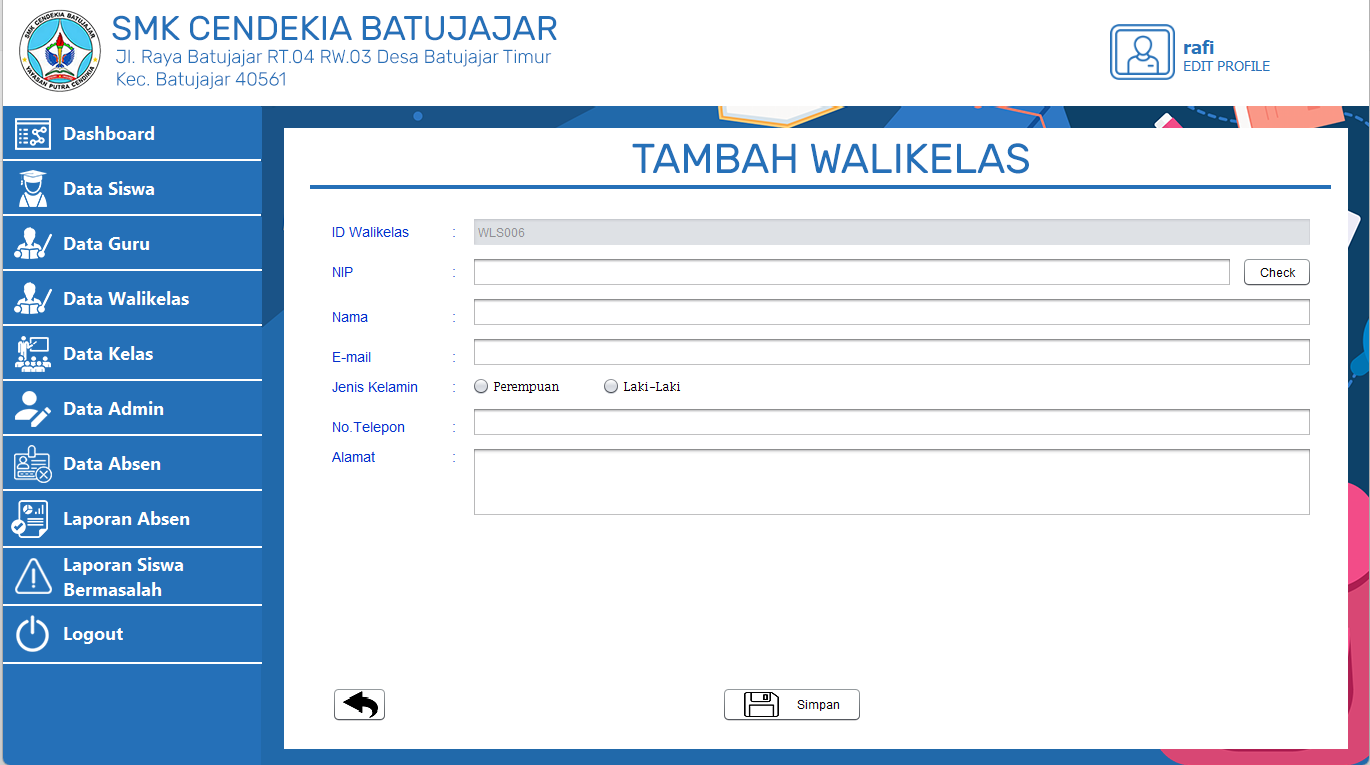 SMK CENDEKIA BATUJAJAR
YAYASAN PUTRA CENDIKIA
SMK CENDEKIA BATUJAJAR
Jl. Raya Batujajar RT.04 RW.03 Desa Batujajar Timur
Kec. Batujajar 40561
rafi
EDIT PROFILE
Dashboard
Data Siswa
Data Guru
Data Walikelas
Data Kelas
Data Admin
Data Absen
Laporan Absen
Laporan Siswa
Bermasalah
Logout
TAMBAH WALIKELAS
ID Walikelas : WLS006
NIP : Check
Nama :
E-mail :
Jenis Kelamin : Perempuan Laki-Laki
No.Telepon :
Alamat :
Simpan